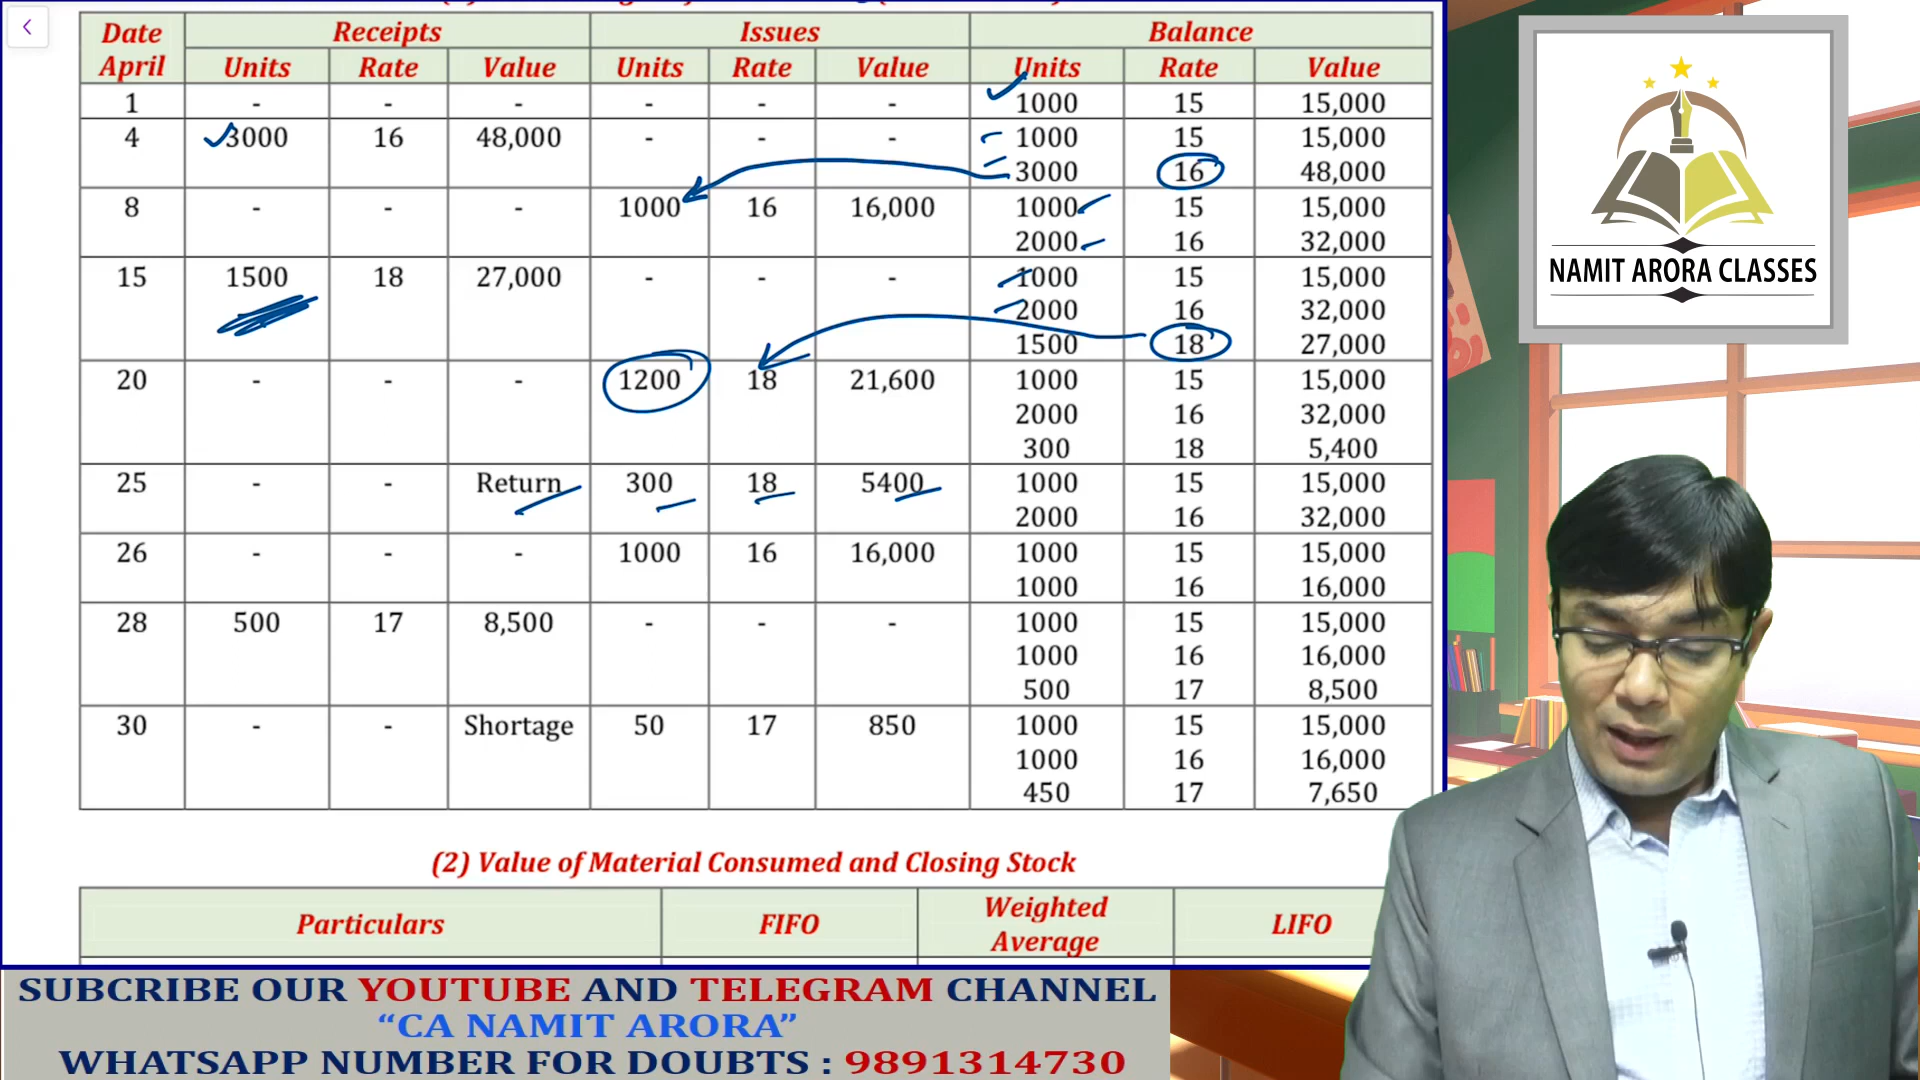 Date Receipts Issues Balance
April Units Rate Value Units Rate Value Units Rate Value
1 - - - - - - 1000 15 15,000
4 3000 16 48,000 - - - 1000 15 15,000
3000 16 48,000
8 - - - 1000 16 16,000 1000 15 15,000
2000 16 32,000
15 1500 18 27,000 - - - 1000 15 15,000
2000 16 32,000
1500 18 27,000
20 - - - 1200 18 21,600 1000 15 15,000
2000 16 32,000
300 18 5,400
25 - - Return 300 18 5400 1000 15 15,000
2000 16 32,000
26 - - - 1000 16 16,000 1000 15 15,000
1000 16 16,000
28 500 17 8,500 - - - 1000 15 15,000
1000 16 16,000
500 17 8,500
30 - - Shortage 50 17 850 1000 15 15,000
1000 16 16,000
450 17 7,650
(2) Value of Material Consumed and Closing Stock
Particulars FIFO Weighted Average LIFO
NAMIT ARORA CLASSES
SUBCRIBE OUR YOUTUBE AND TELEGRAM CHANNEL
“CA NAMIT ARORA”
WHATSAPP NUMBER FOR DOUBTS : 9891314730